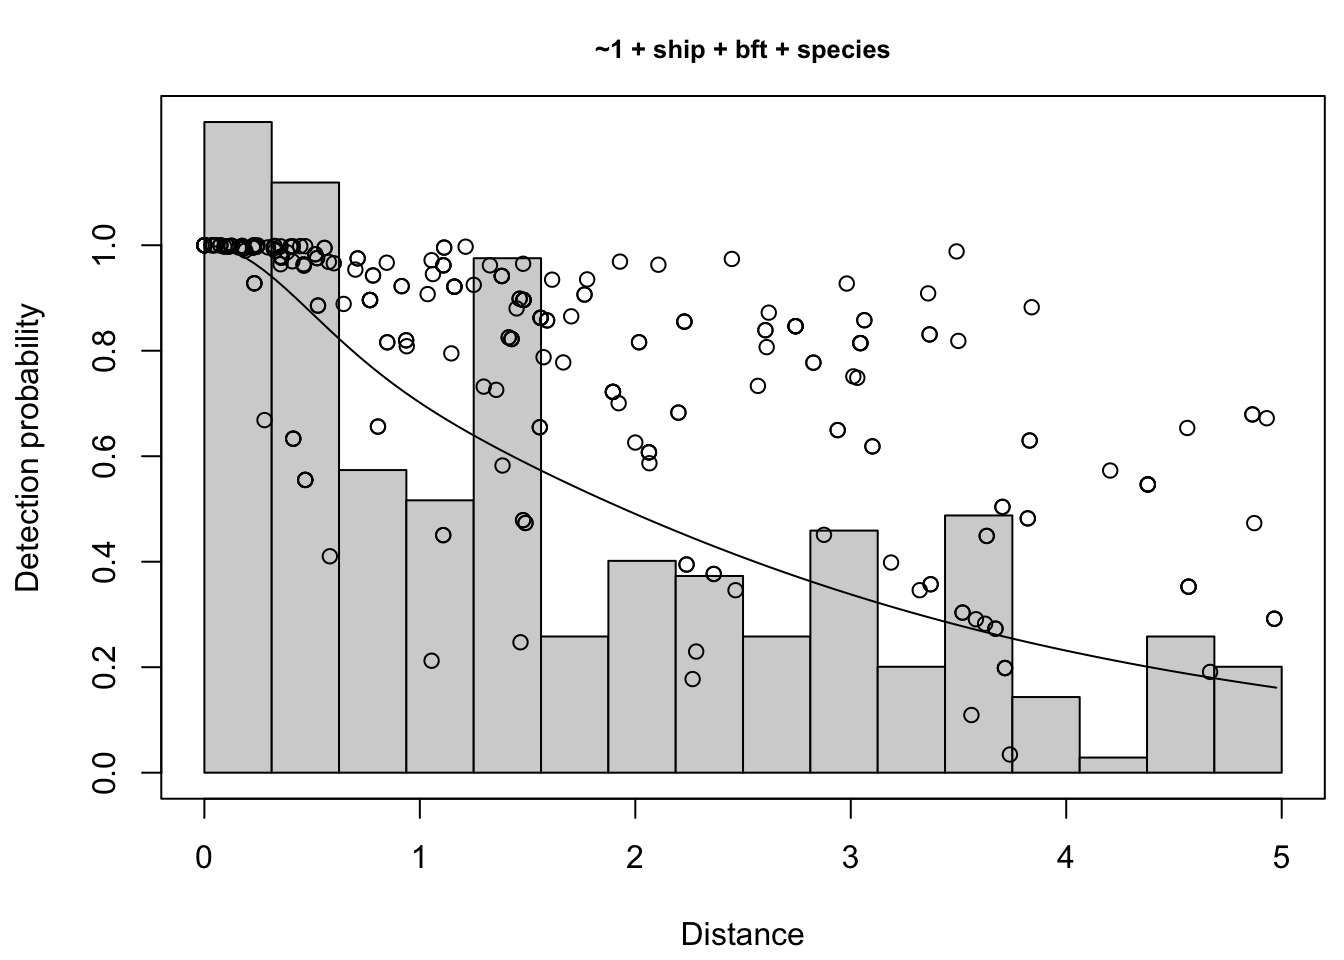 ~1 + ship + bft + species
Detection probability
1.0
0.8
0.6
0.4
0.2
0.0
0 1 2 3 4 5
Distance